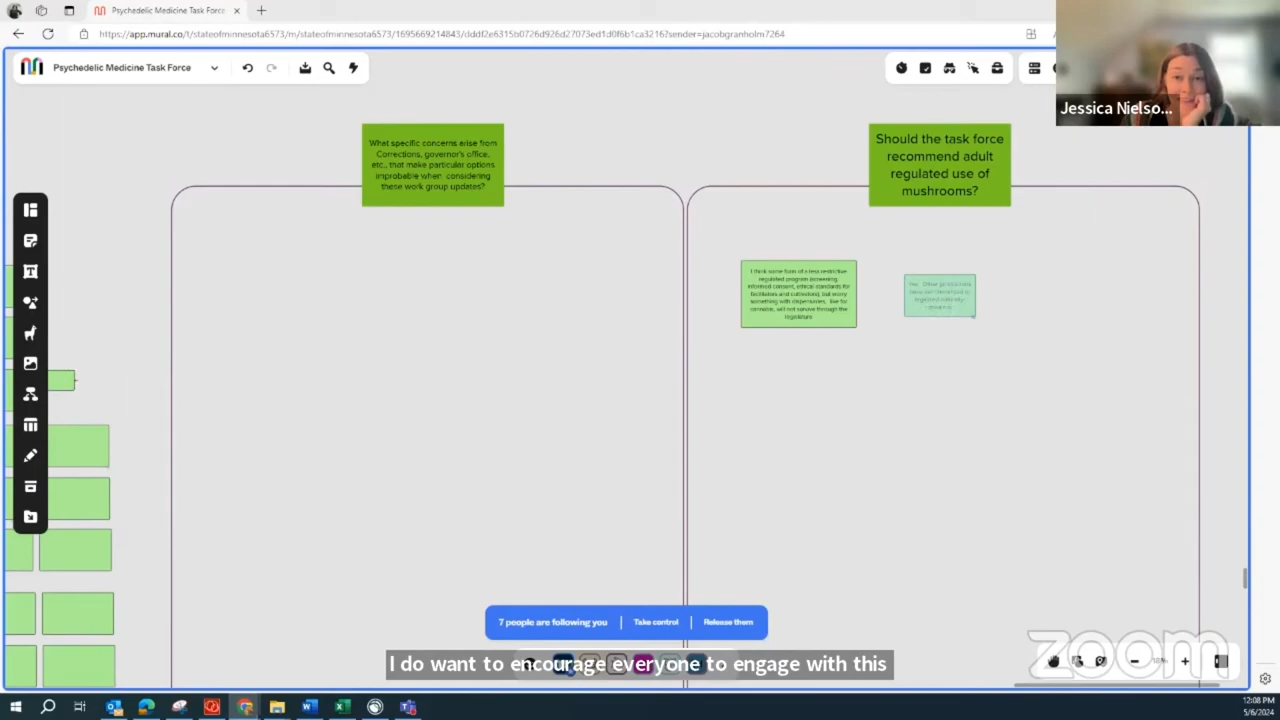 Psychedelic Medicine Task Force
https://app.mural.co/t/stateofminnesota6573/m/stateofminnesota6573/1695669214843/dddf2e6315b0726d926d27073ed1d0f6b1ca3216?sender=jacobgranholm7264
Psychedelic Medicine Task Force
Jessica Nielso...
What specific concerns arise from
Corrections, governor's office,
etc., that make particular options
improbable when considering
these work group updates?
Should the task force
recommend adult
regulated use of
mushrooms?
I think some form of a less restrictive
regulated program (screening,
informed consent, ethical standards for
facilitators and cultivators), but worry
something with dispensaries, like for
cannabis, will not survive through the
legislature
7 people are following you
Take control
Release them
I do want to encourage everyone to engage with this
zoom
12:08 PM
5/6/2024